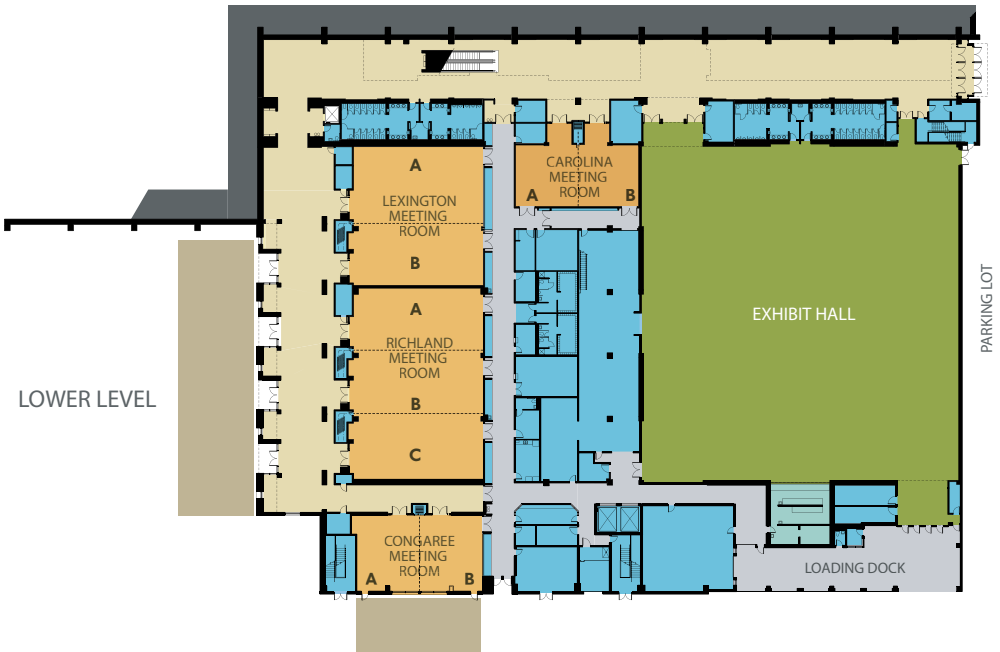 A
LEXINGTON
MEETING
ROOM
B
CAROLINA
MEETING
ROOM
A
B
A
RICHLAND
MEETING
ROOM
B
C
EXHIBIT HALL
PARKING LOT
LOWER LEVEL
CONGAREE
MEETING
ROOM
A
B
LOADING DOCK